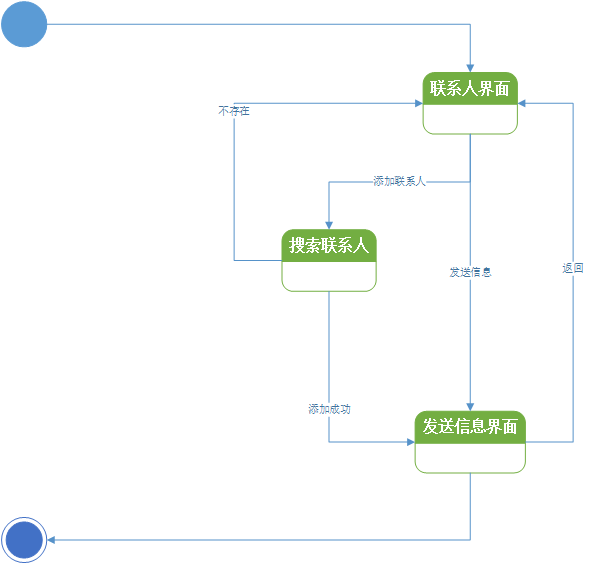 联系人界面
不存在
添加联系人
搜索联系人
发送信息
返回
添加成功
发送信息界面